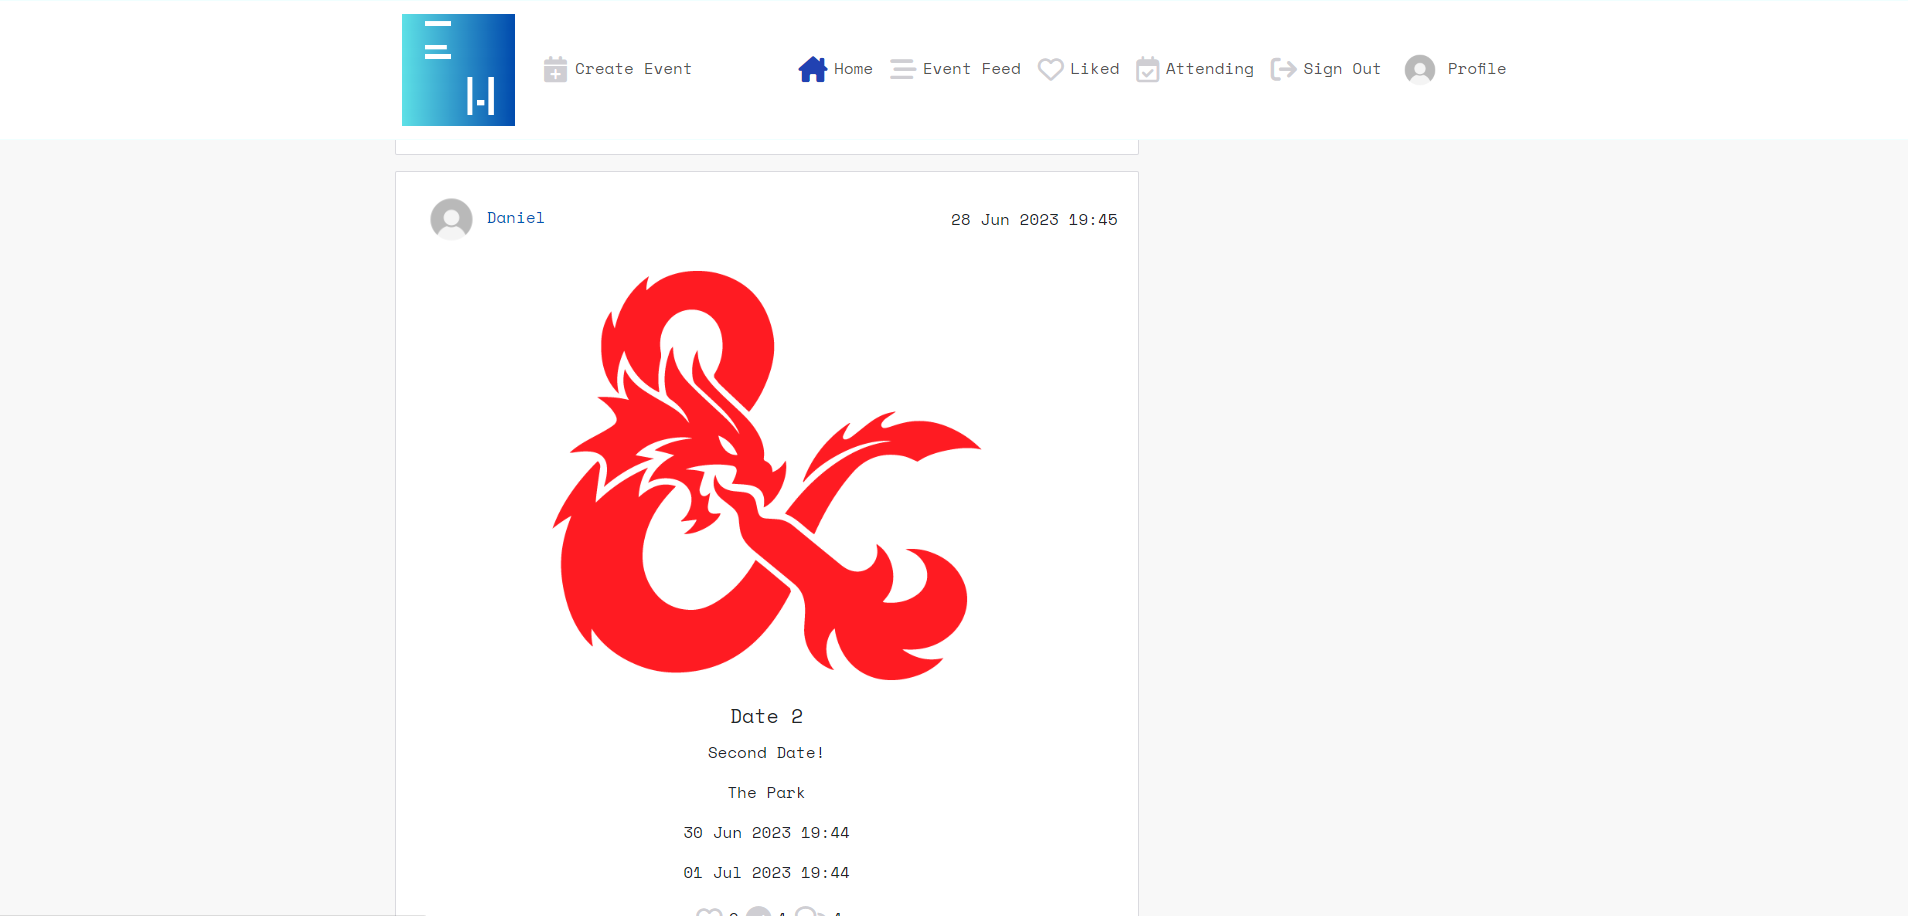 Create Event Home Event Feed Liked Attending Sign Out Profile
Daniel
28 Jun 2023 19:45
Date 2
Second Date!
The Park
30 Jun 2023 19:44
01 Jul 2023 19:44